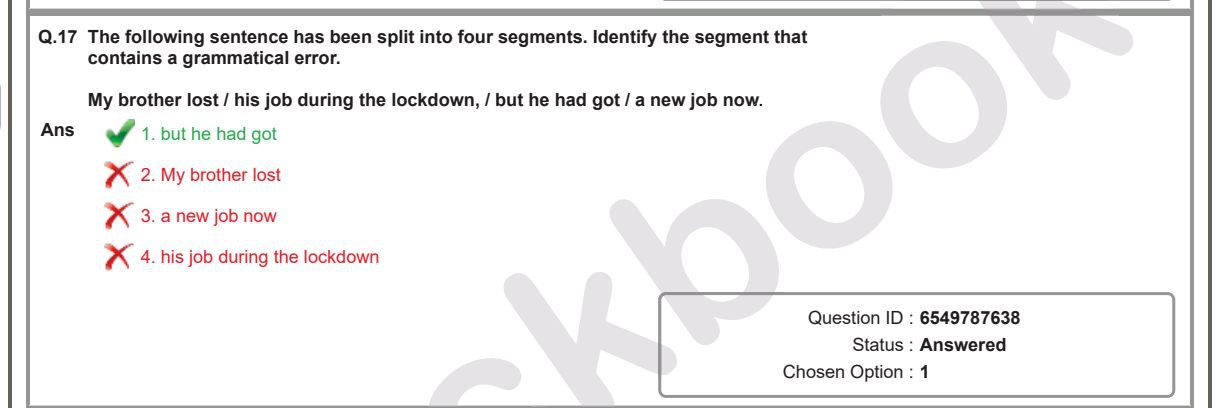 Q.17 The following sentence has been split into four segments. Identify the segment that
contains a grammatical error.
My brother lost / his job during the lockdown, / but he had got / a new job now.
Ans 1. but he had got
2. My brother lost
3. a new job now
4. his job during the lockdown
Question ID : 6549787638
Status : Answered
Chosen Option : 1
ckbook